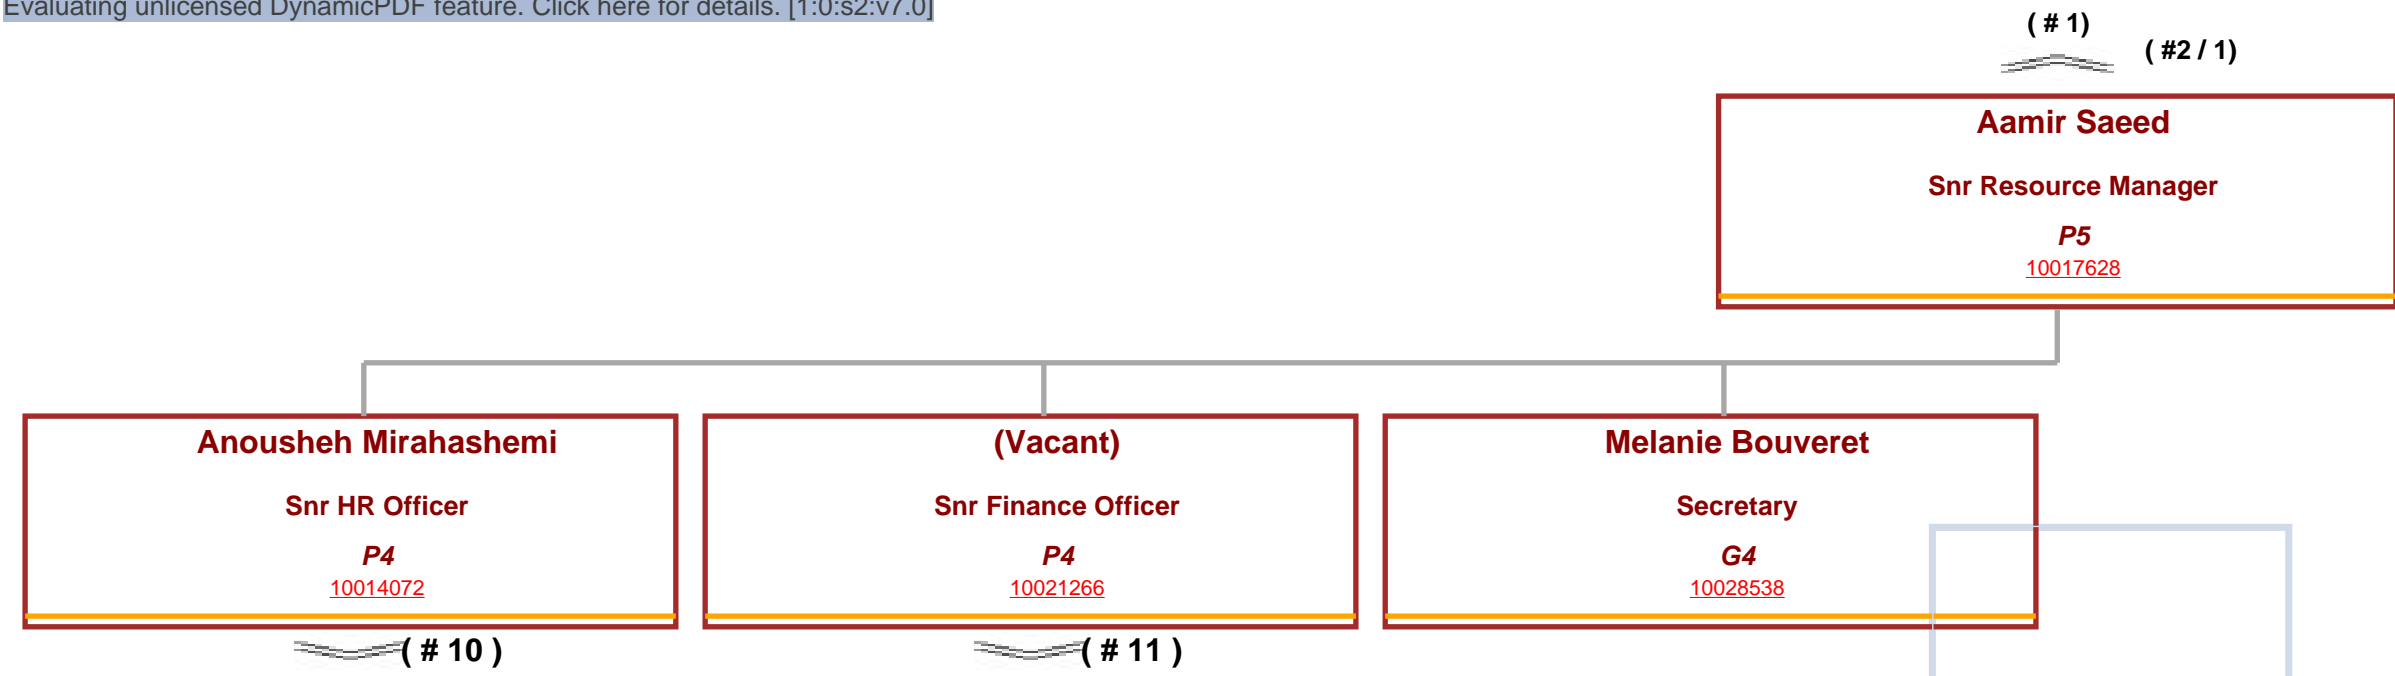 Evaluating unlicensed DynamicPDF feature. Click here for details. [1:0:s2:v7.0]
( # 1)
( #2 / 1)
Aamir Saeed
Snr Resource Manager
P5
10017628
Anousheh Mirahashemi
Snr HR Officer
P4
10014072
( # 10 )
(Vacant)
Snr Finance Officer
P4
10021266
( # 11 )
Melanie Bouveret
Secretary
G4
10028538